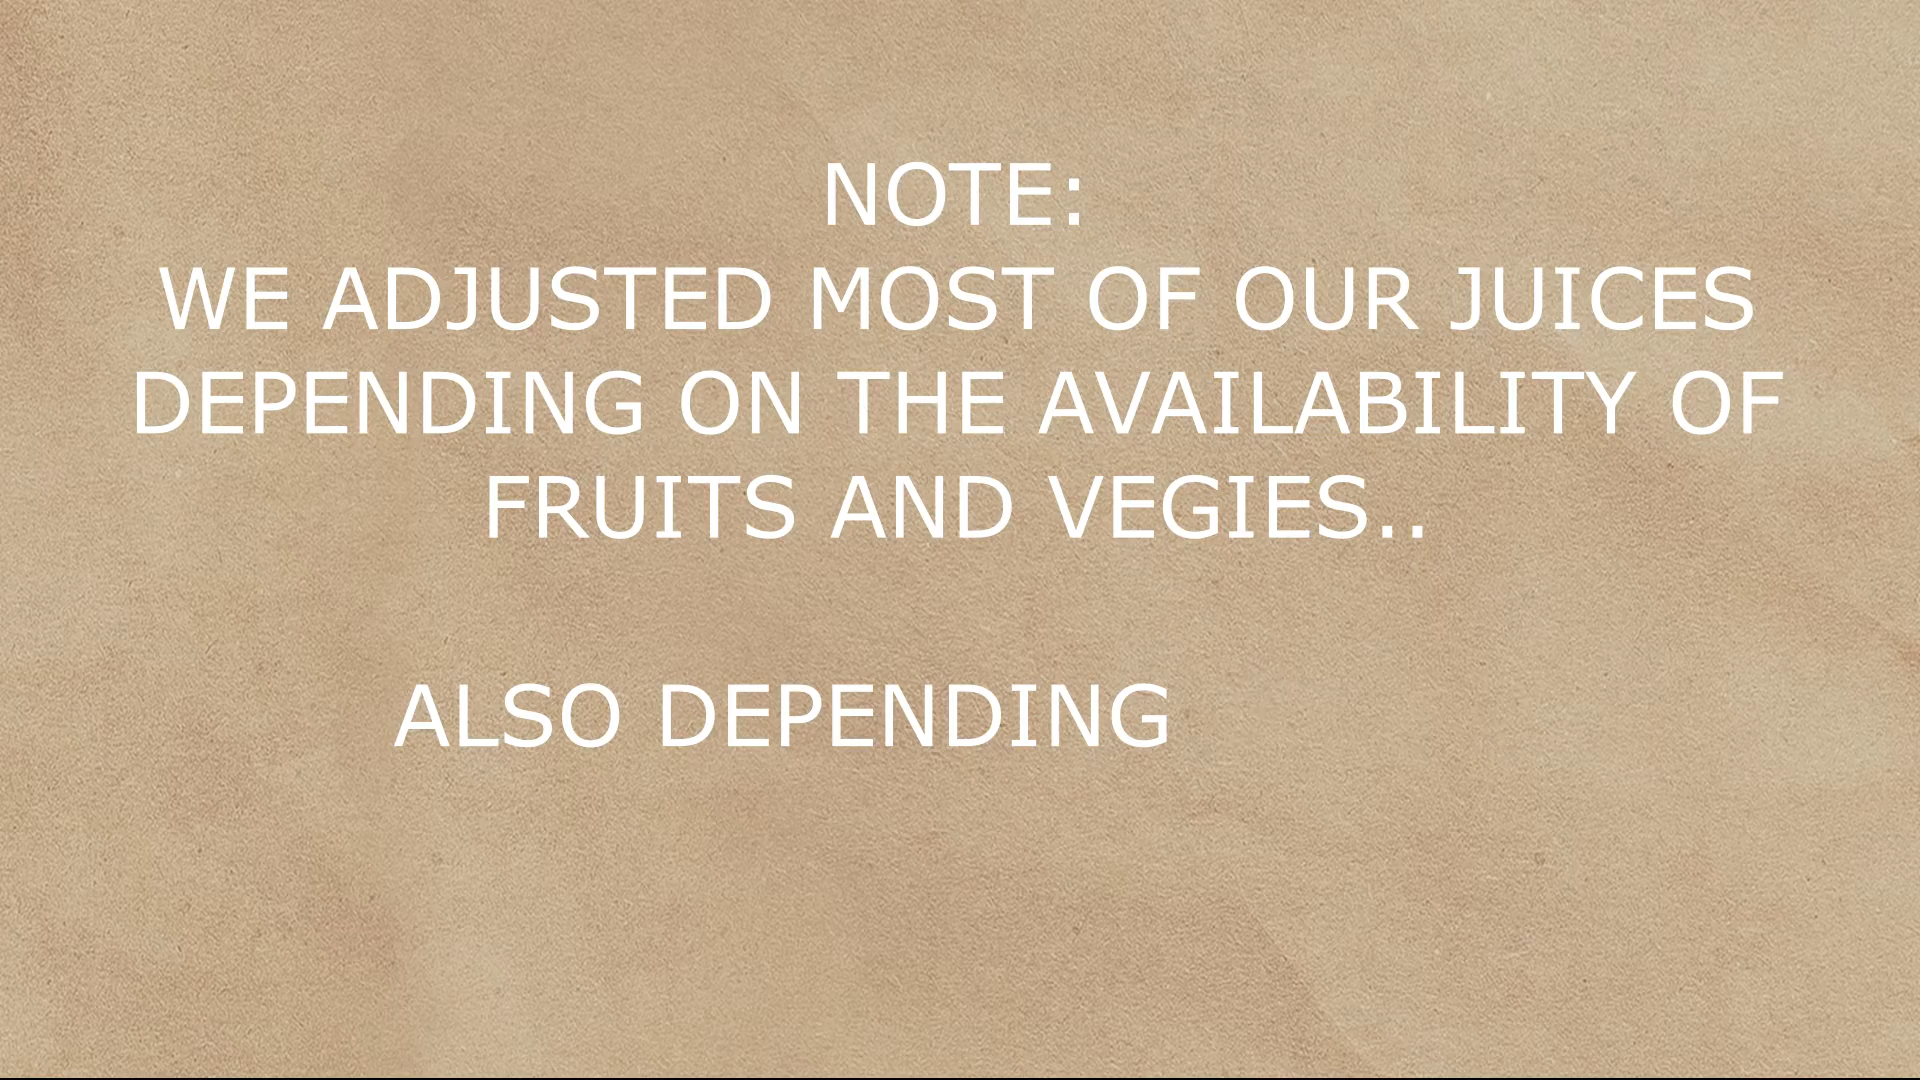 NOTE:
WE ADJUSTED MOST OF OUR JUICES
DEPENDING ON THE AVAILABILITY OF
FRUITS AND VEGIES..
ALSO DEPENDING